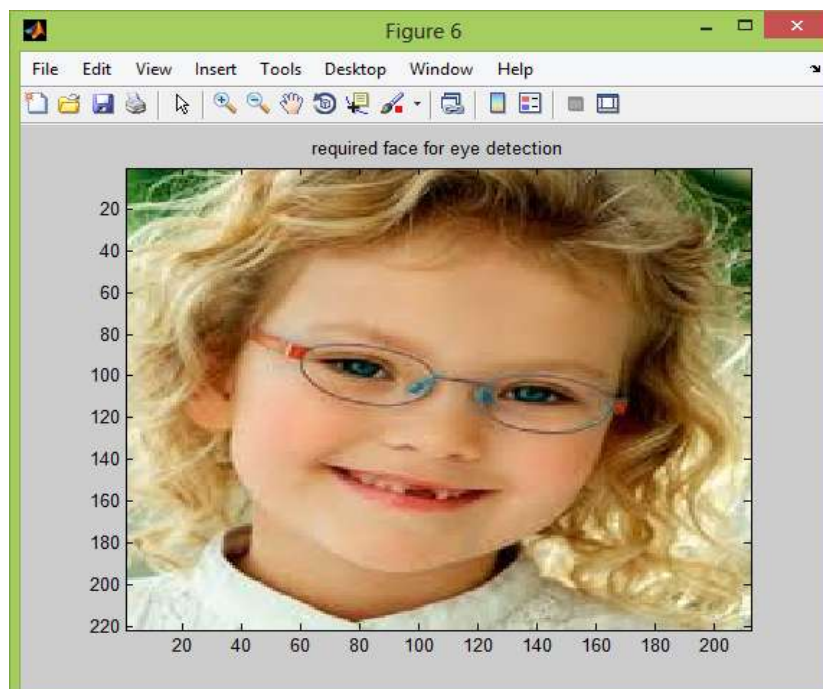 Figure 6
File Edit View Insert Tools Desktop Window Help
required face for eye detection
20
40
60
80
100
120
140
160
180
200
220
20 40 60 80 100 120 140 160 180 200